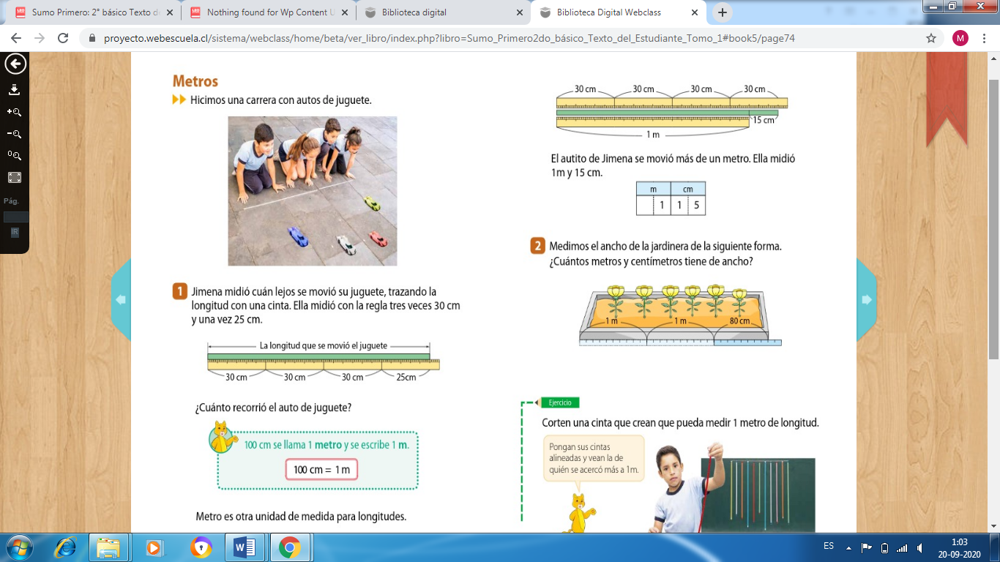 Sumo Primero: 2° básico Texto d
Nothing found for Wp Content U
Biblioteca digital
Biblioteca Digital Webclass
proyecto.webescuela.cl/sistema/webclass/home/beta/ver_libro/index.php?libro=Sumo_Primero2do_básico_Texto_del_Estudiante_Tomo_1#book5/page74
M
Pág.
IR
Metros
Hicimos una carrera con autos de juguete.
1 Jimena midió cuán lejos se movió su juguete, trazando la
longitud con una cinta. Ella midió con la regla tres veces 30 cm
y una vez 25 cm.
La longitud que se movió el juguete
30 cm 30 cm 30 cm 25cm
¿Cuánto recorrió el auto de juguete?
100 cm se llama 1 metro y se escribe 1 m.
100 cm = 1 m
Metro es otra unidad de medida para longitudes.
30 cm 30 cm 30 cm 30 cm
15 cm
1 m
El autito de Jimena se movió más de un metro. Ella midió
1m y 15 cm.
m cm
1 1 5
2 Medimos el ancho de la jardinera de la siguiente forma.
¿Cuántos metros y centímetros tiene de ancho?
1 m 1 m 80 cm
Ejercicio
Corten una cinta que crean que pueda medir 1 metro de longitud.
Pongan sus cintas
alineadas y vean la de
quién se acercó más a 1m.
ES
1:03
20-09-2020